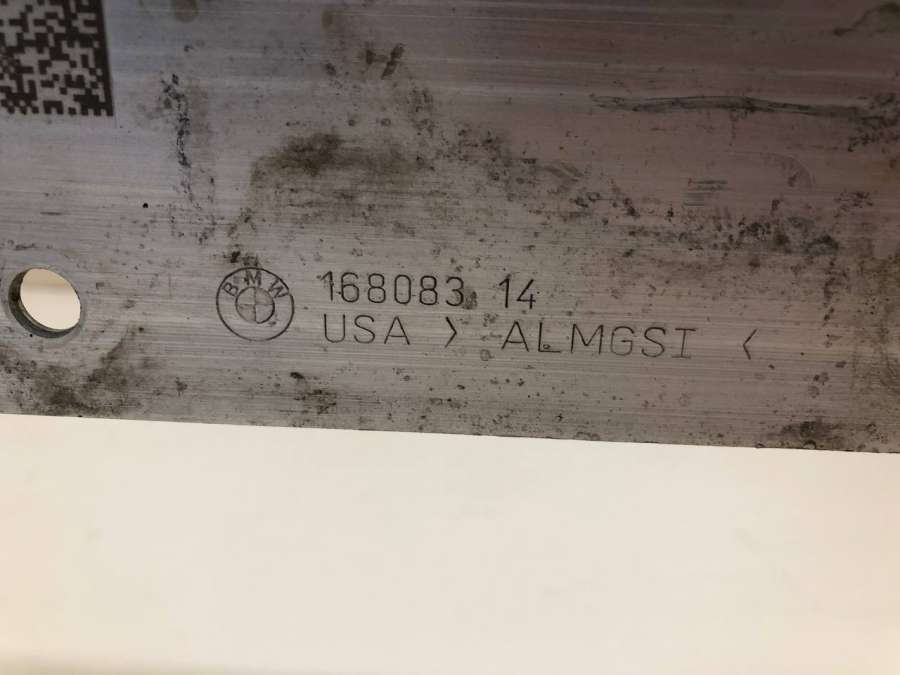 BMW
168083 14
USA > ALMGSI <